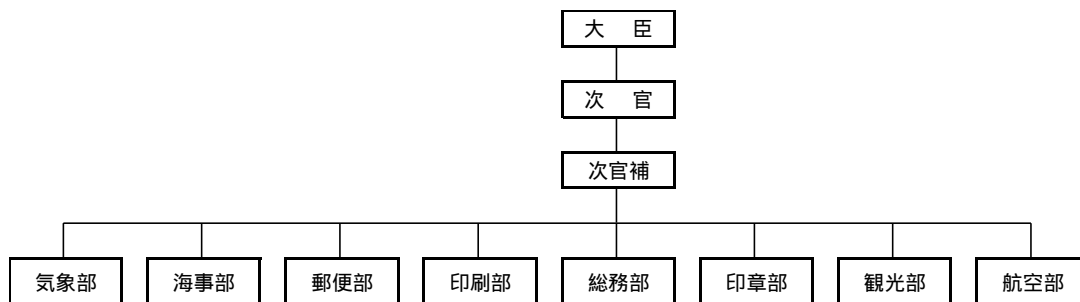 大　臣
次　官
次官補
気象部 海事部 郵便部 印刷部 総務部 印章部 観光部 航空部